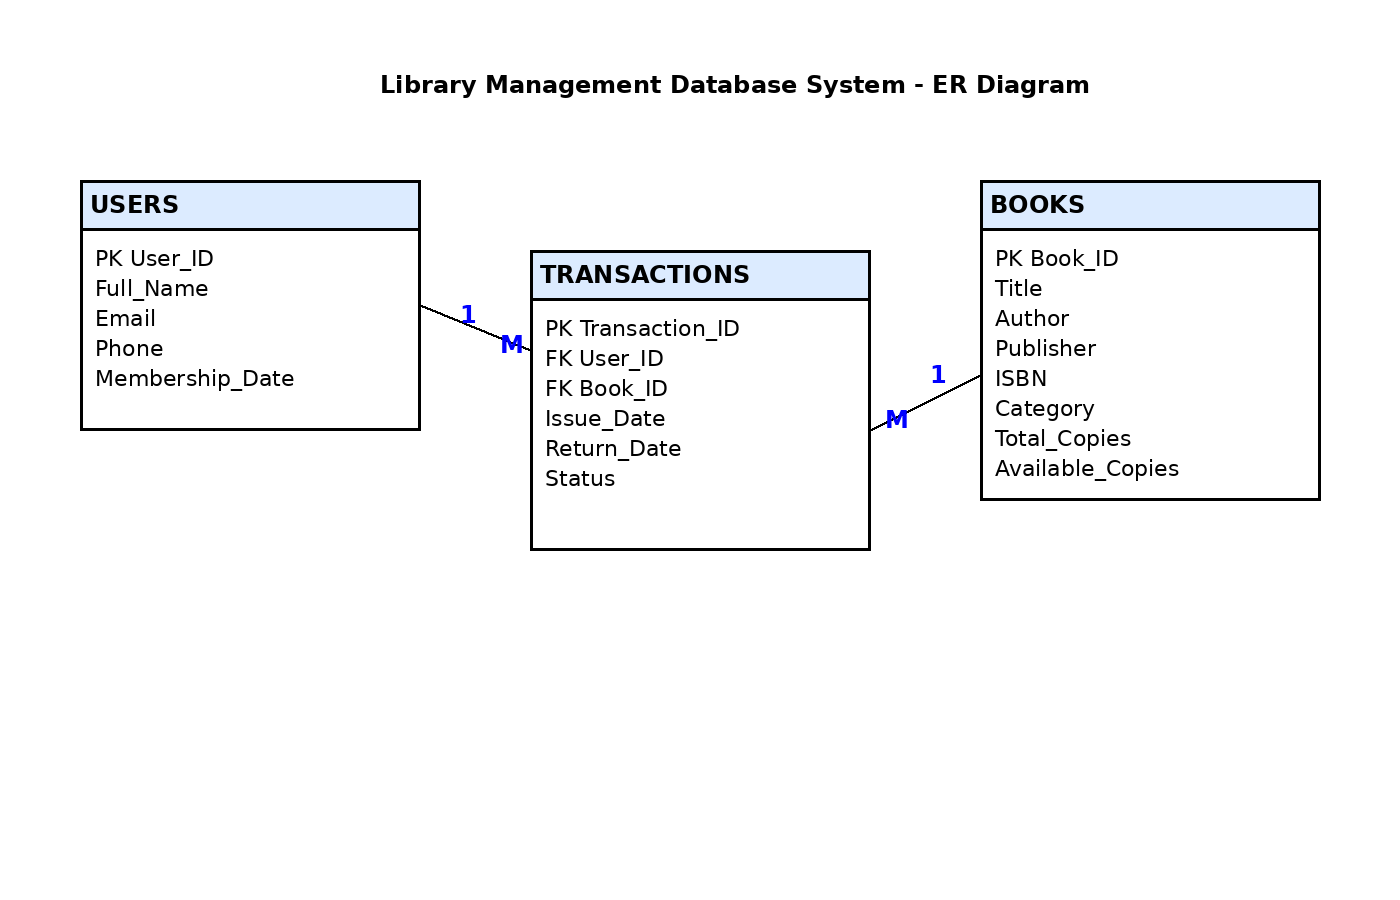 Library Management Database System - ER Diagram
USERS
PK User_ID
Full_Name
Email
Phone
Membership_Date
1
M
TRANSACTIONS
PK Transaction_ID
FK User_ID
FK Book_ID
Issue_Date
Return_Date
Status
1
M
BOOKS
PK Book_ID
Title
Author
Publisher
ISBN
Category
Total_Copies
Available_Copies